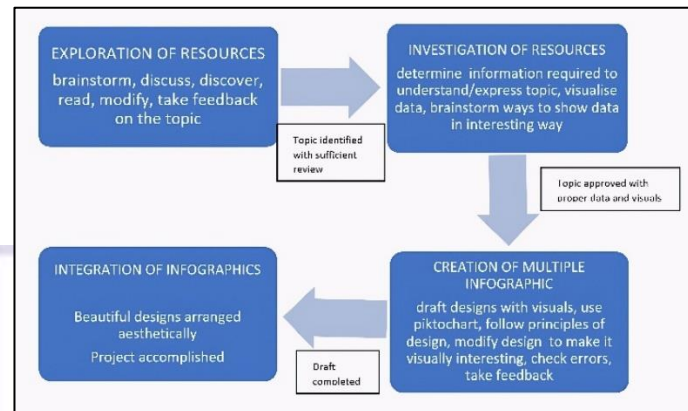 EXPLORATION OF RESOURCES
brainstorm, discuss, discover,
read, modify, take feedback
on the topic
Topic identified
with sufficient
review
INVESTIGATION OF RESOURCES
determine information required to
understand/express topic, visualise
data, brainstorm ways to show data
in interesting way
Topic approved with
proper data and visuals
CREATION OF MULTIPLE
INFOGRAPHIC
draft designs with visuals, use
piktochart, follow principles of
design, modify design to make it
visually interesting, check errors,
take feedback
Draft
completed
INTEGRATION OF INFOGRAPHICS
Beautiful designs arranged
aesthetically
Project accomplished